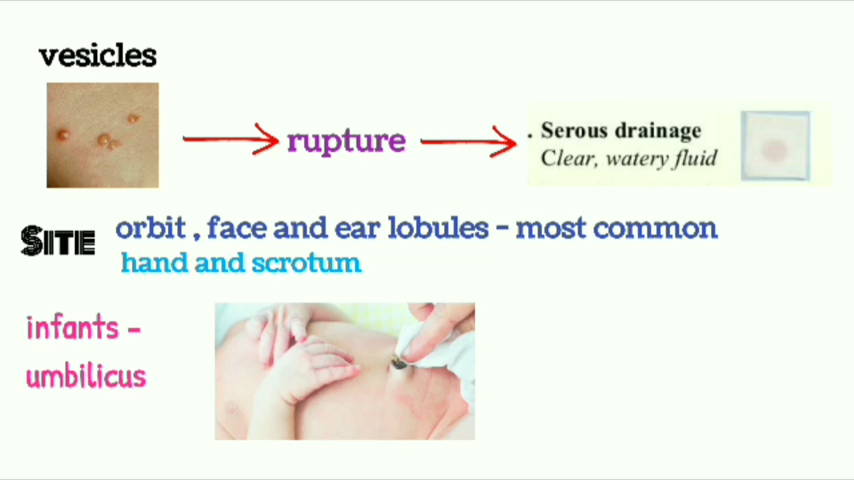 vesicles
rupture
. Serous drainage
Clear, watery fluid
SITE
orbit , face and ear lobules - most common
hand and scrotum
infants -
umbilicus